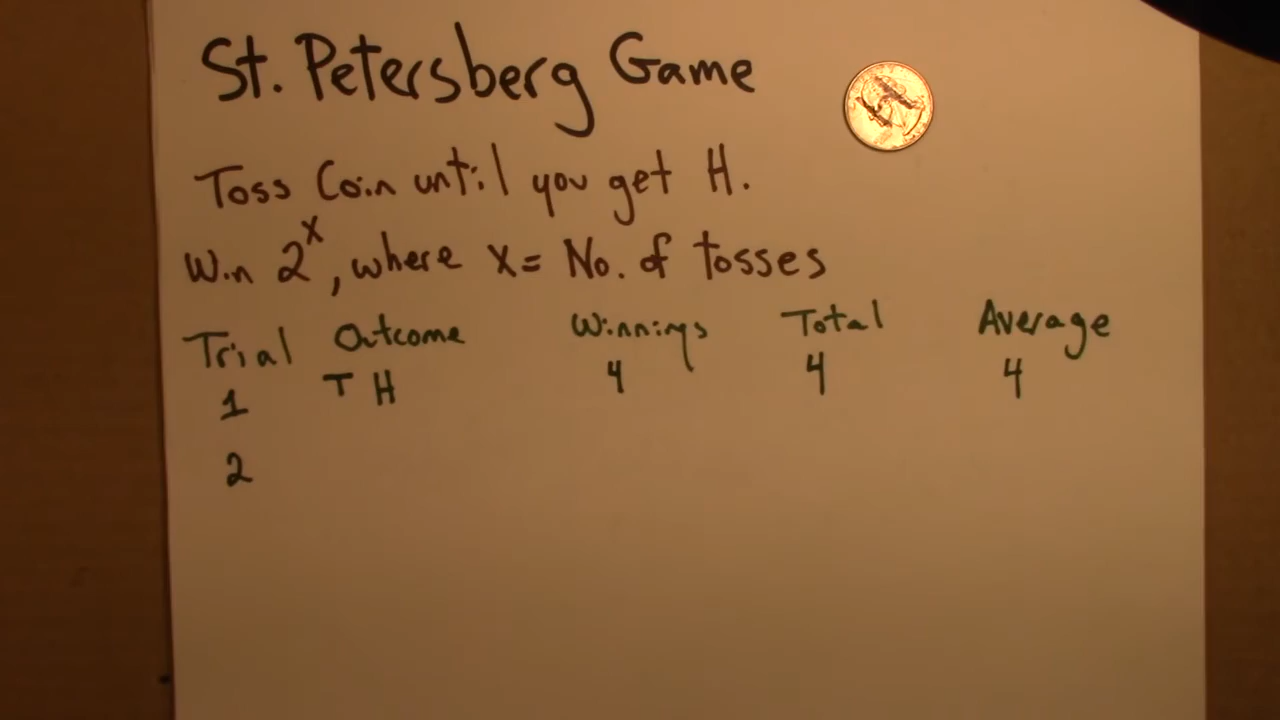 St. Petersberg Game
H
Toss Coin until you get H.
Win 2^x, where x = No. of tosses
Trial Outcome Winnings Total Average
1 T H 4 4 4
2